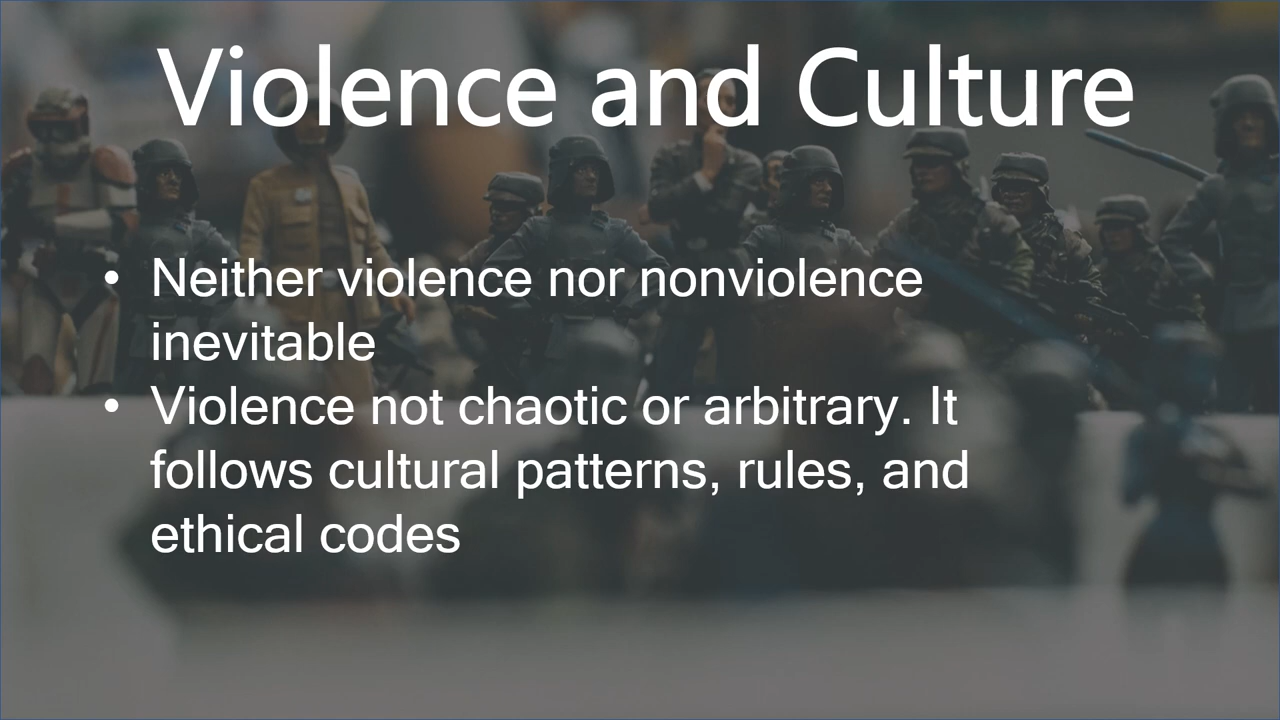 Violence and Culture
• Neither violence nor nonviolence
inevitable
• Violence not chaotic or arbitrary. It
follows cultural patterns, rules, and
ethical codes